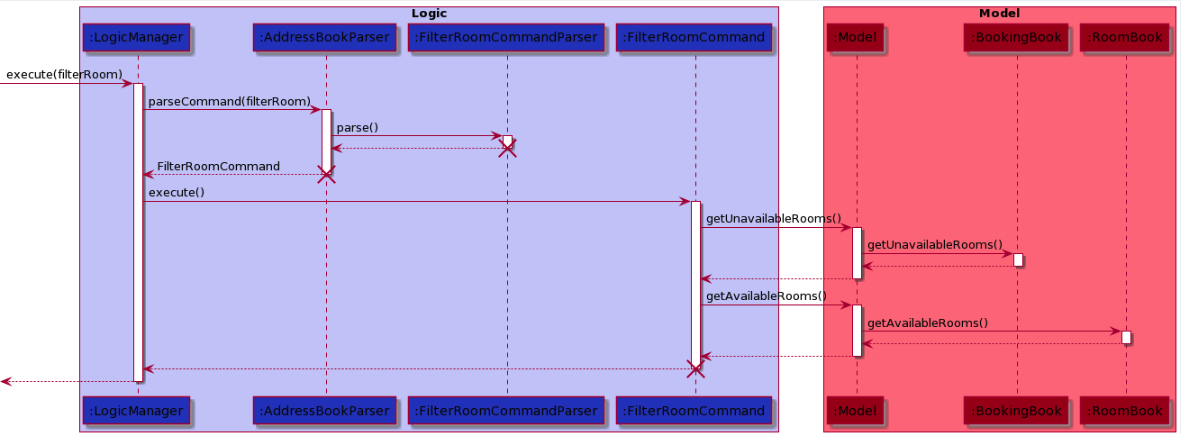 Logic
Model
:LogicManager
:AddressBookParser
:FilterRoomCommandParser
:FilterRoomCommand
:Model
:BookingBook
:RoomBook
execute(filterRoom)
parseCommand(filterRoom)
parse()
FilterRoomCommand
execute()
getUnavailableRooms()
getUnavailableRooms()
getAvailableRooms()
getAvailableRooms()
:LogicManager
:AddressBookParser
:FilterRoomCommandParser
:FilterRoomCommand
:Model
:BookingBook
:RoomBook